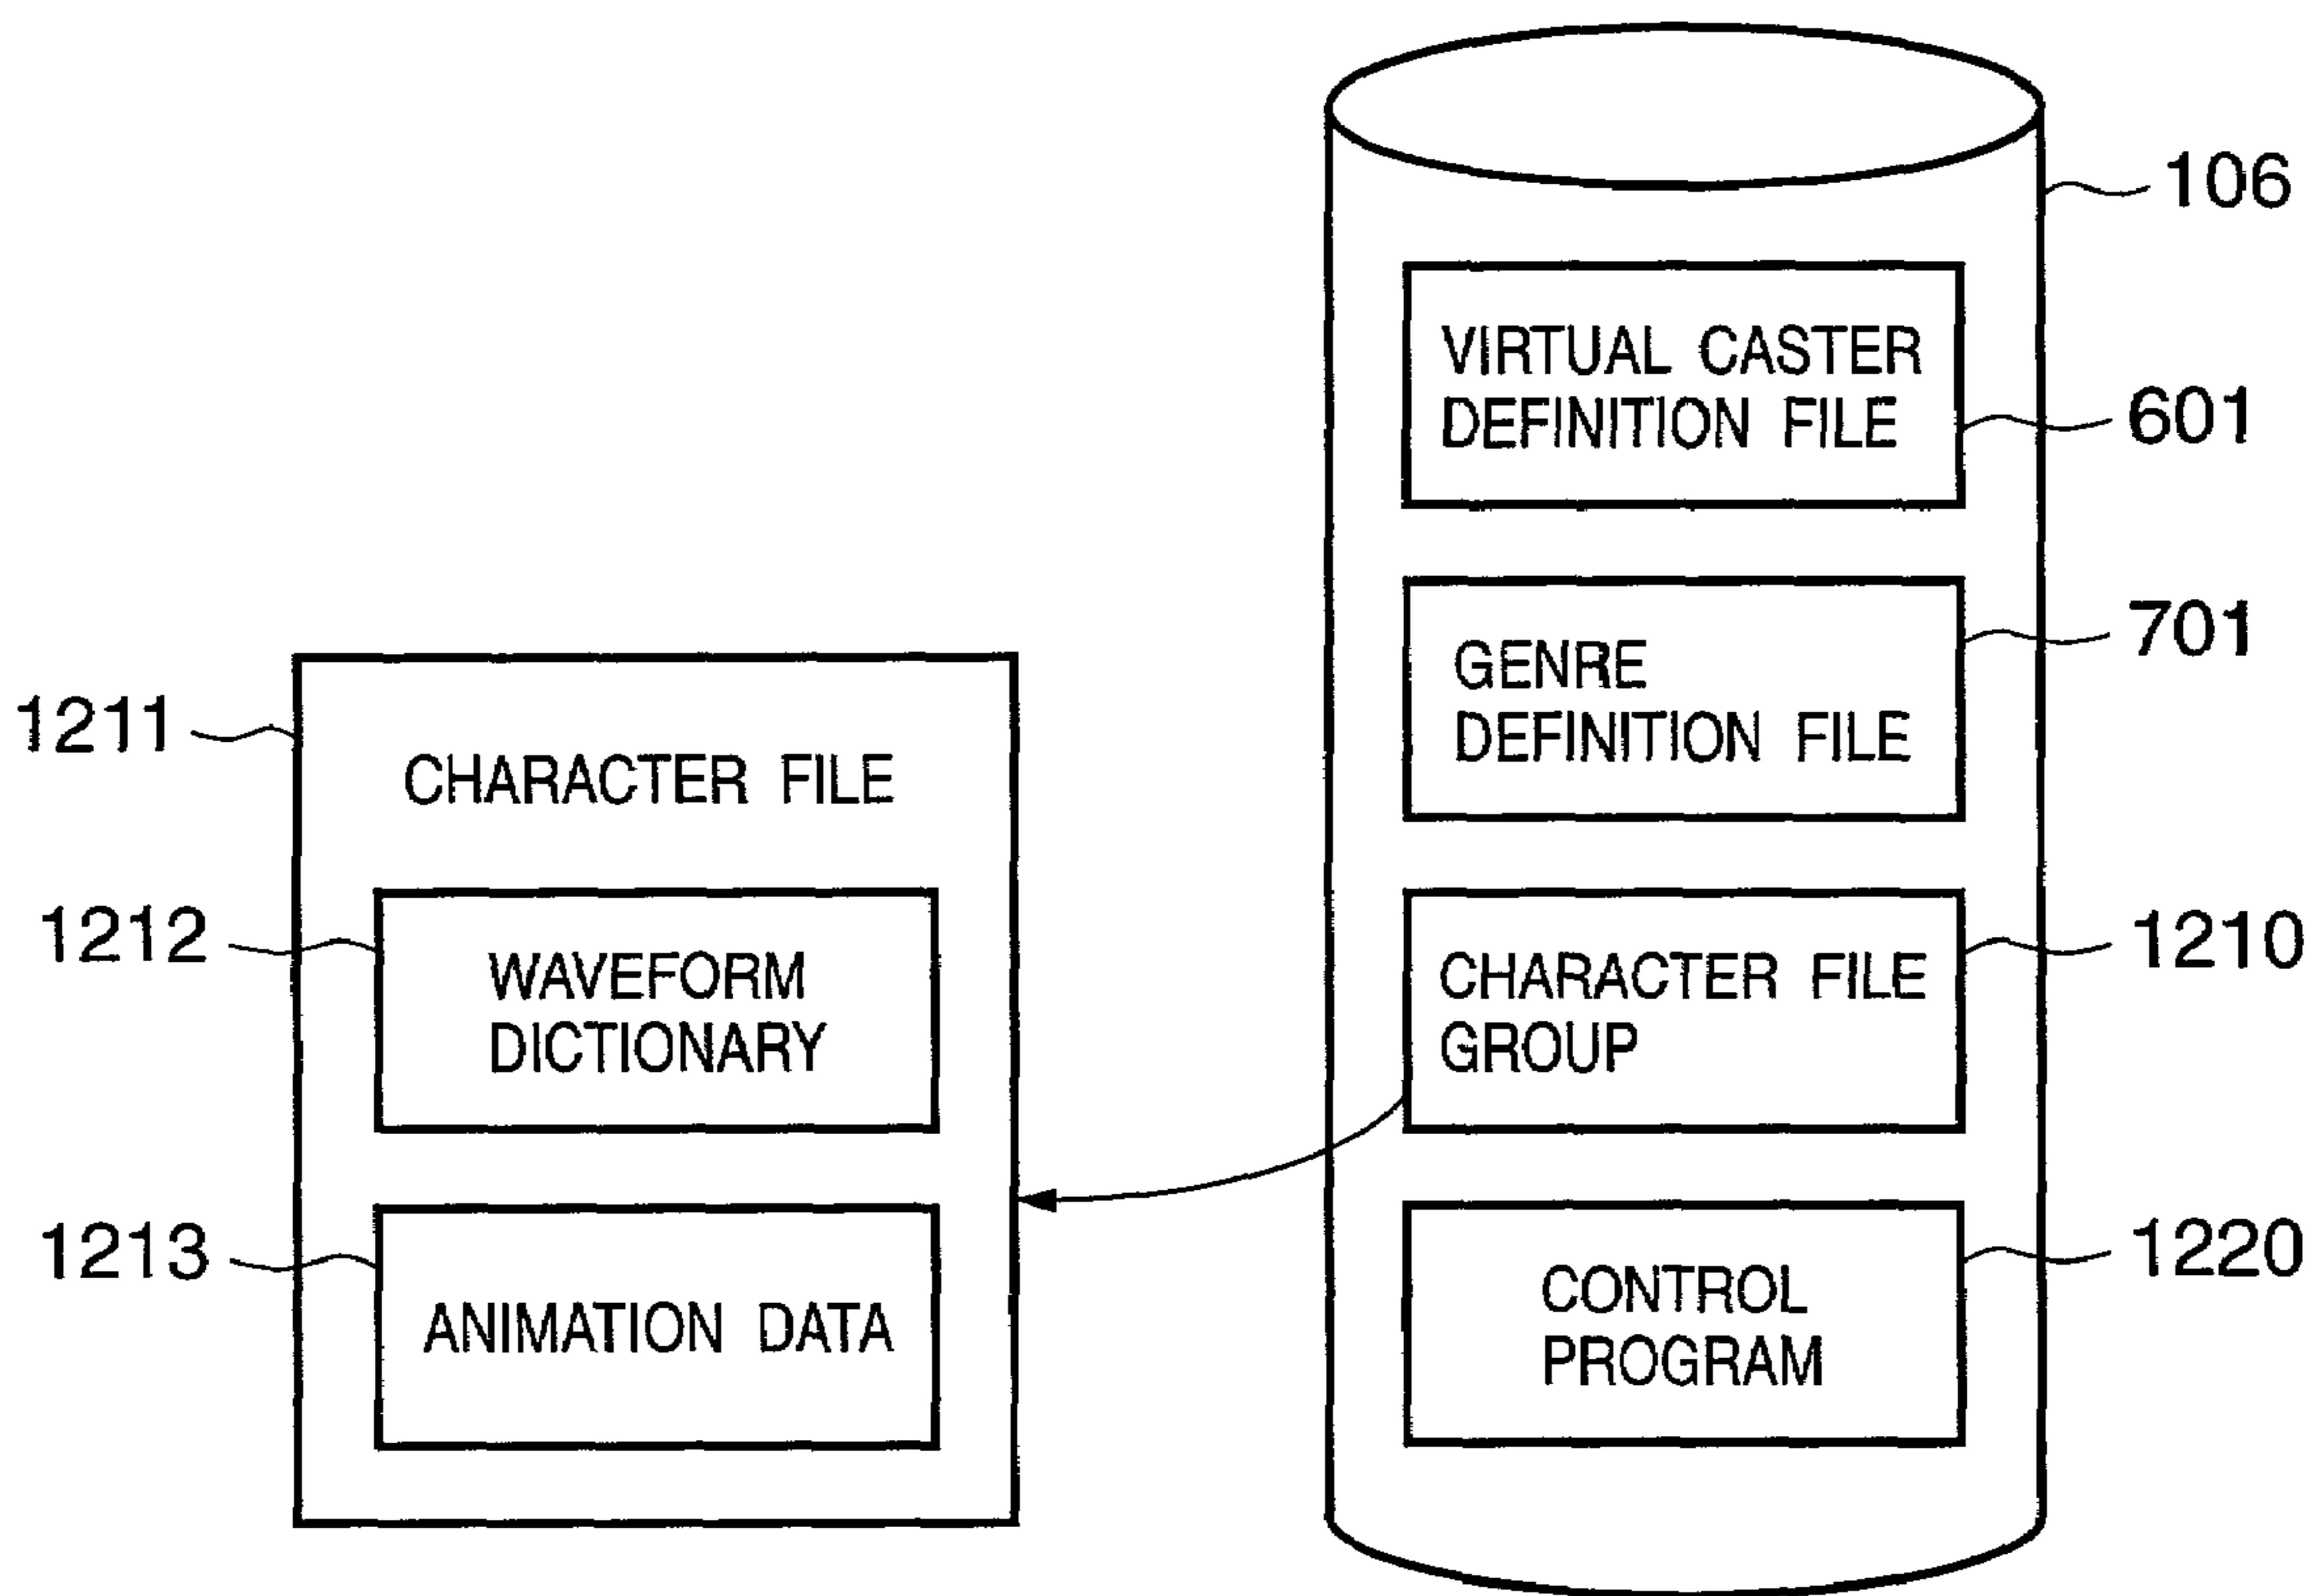 106
VIRTUAL CASTER
DEFINITION FILE
601
GENRE
DEFINITION FILE
701
1211
CHARACTER FILE
1212
WAVEFORM
DICTIONARY
1213
ANIMATION DATA
CHARACTER FILE
GROUP
1210
CONTROL
PROGRAM
1220